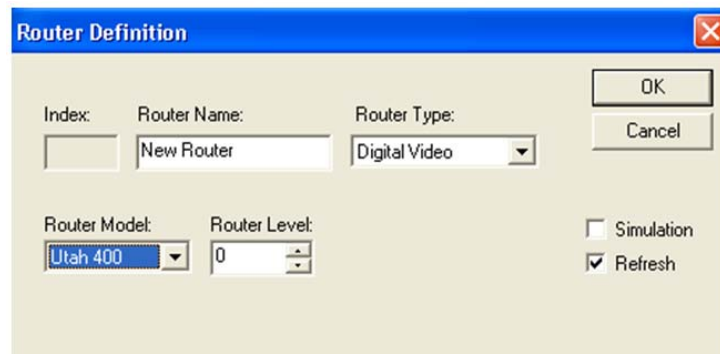 Router Definition
OK
Cancel
Index:
Router Name:
Router Type:
New Router
Digital Video
Router Model:
Router Level:
Utah 400
0
Simulation
Refresh